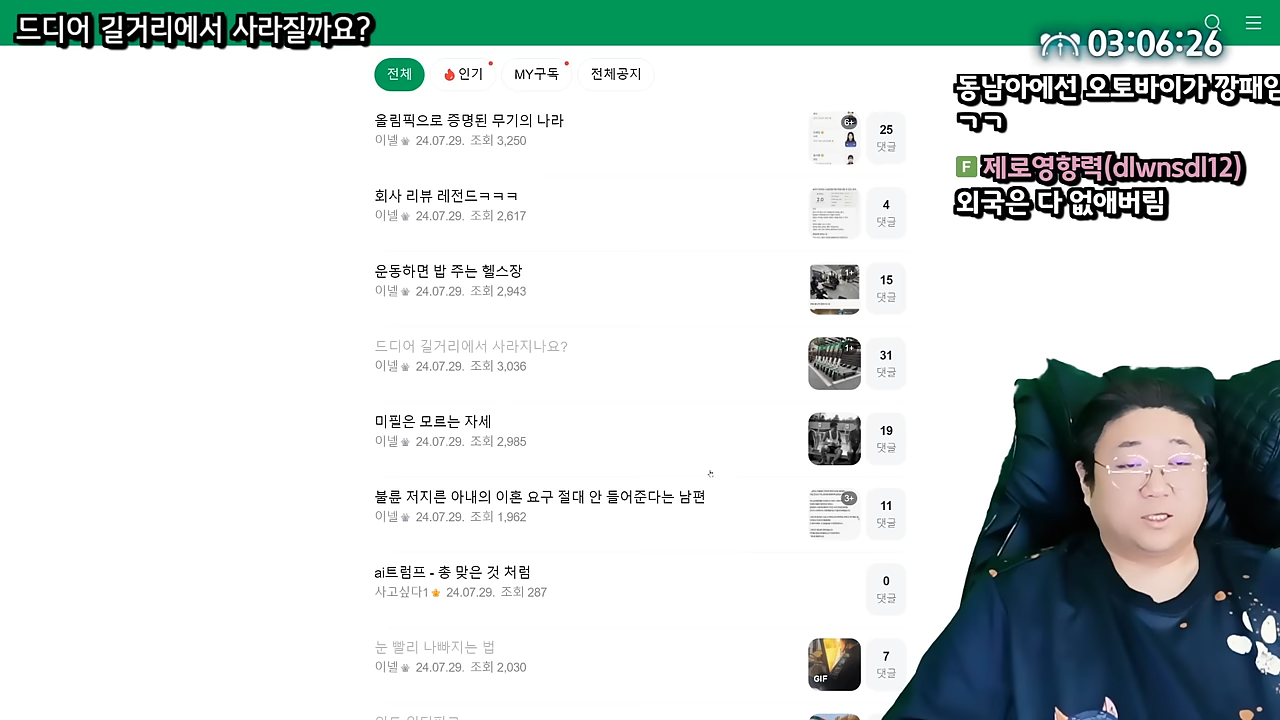 드디어 길거리에서 사라질까요?
03:06:26
전체
인기
MY구독
전체공지
동남아에선 오토바이가 깡패임
ㄱㄱ
F 제로영향력(dlwnsdl12)
외국은 다 없애버림
올림픽으로 증명된 무기의 나라
이넬 24.07.29. 조회 3,250
6+
25
댓글
회사 리뷰 레전드ㅋㅋㅋ
이넬 24.07.29. 조회 2,617
4
댓글
운동하면 밥 주는 헬스장
이넬 24.07.29. 조회 2,943
1+
15
댓글
드디어 길거리에서 사라지나요?
이넬 24.07.29. 조회 3,036
1+
31
댓글
미필은 모르는 자세
이넬 24.07.29. 조회 2,985
19
댓글
불륜 저지른 아내의 이혼 요구 절대 안 들어준다는 남편
이넬 24.07.29. 조회 1,962
3+
11
댓글
ai트럼프 - 총 맞은 것 처럼
사고싶다1 24.07.29. 조회 287
0
댓글
눈 빨리 나빠지는 법
이넬 24.07.29. 조회 2,030
GIF
7
댓글